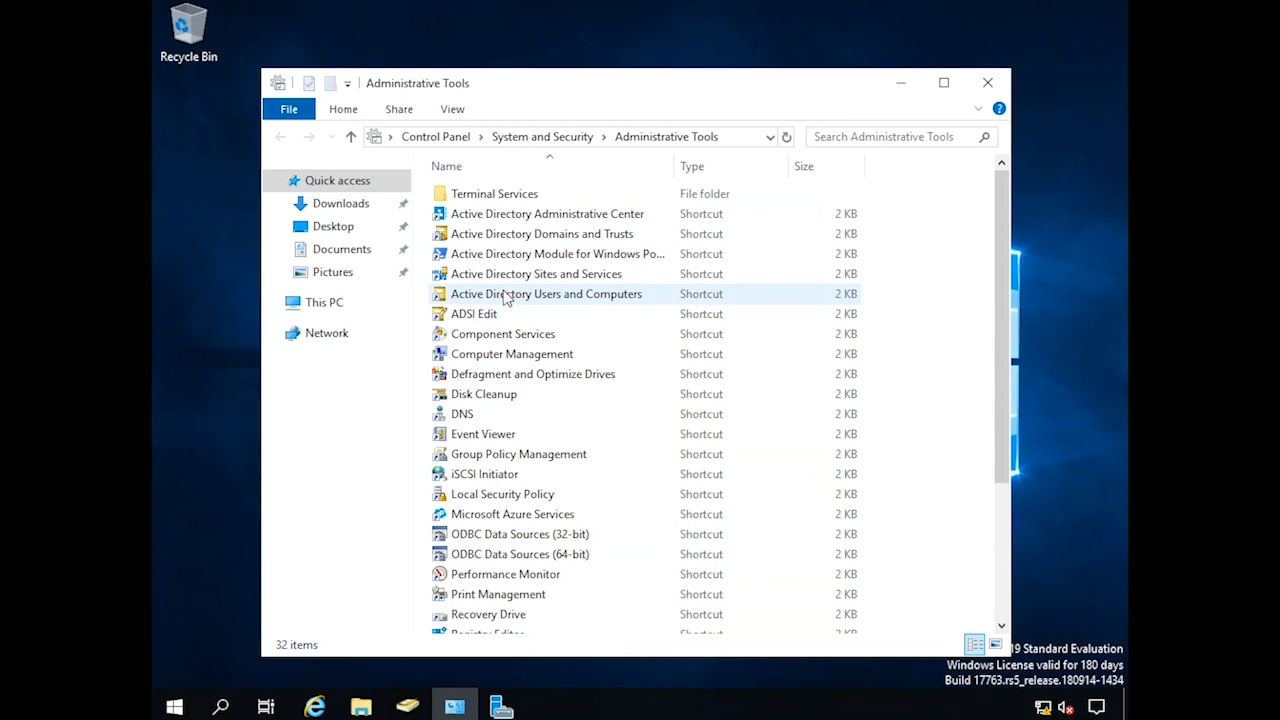 Recycle Bin
Administrative Tools
File Home Share View
Control Panel System and Security Administrative Tools Search Administrative Tools
Name Type Size
Quick access
Downloads
Desktop
Documents
Pictures
This PC
Network
Terminal Services File folder
Active Directory Administrative Center Shortcut 2 KB
Active Directory Domains and Trusts Shortcut 2 KB
Active Directory Module for Windows Po... Shortcut 2 KB
Active Directory Sites and Services Shortcut 2 KB
Active Directory Users and Computers Shortcut 2 KB
ADSI Edit Shortcut 2 KB
Component Services Shortcut 2 KB
Computer Management Shortcut 2 KB
Defragment and Optimize Drives Shortcut 2 KB
Disk Cleanup Shortcut 2 KB
DNS Shortcut 2 KB
Event Viewer Shortcut 2 KB
Group Policy Management Shortcut 2 KB
iSCSI Initiator Shortcut 2 KB
Local Security Policy Shortcut 2 KB
Microsoft Azure Services Shortcut 2 KB
ODBC Data Sources (32-bit) Shortcut 2 KB
ODBC Data Sources (64-bit) Shortcut 2 KB
Performance Monitor Shortcut 2 KB
Print Management Shortcut 2 KB
Recovery Drive Shortcut 2 KB
Registry Editor Shortcut 2 KB
32 items
19 Standard Evaluation
Windows License valid for 180 days
Build 17763.rs5_release.180914-1434